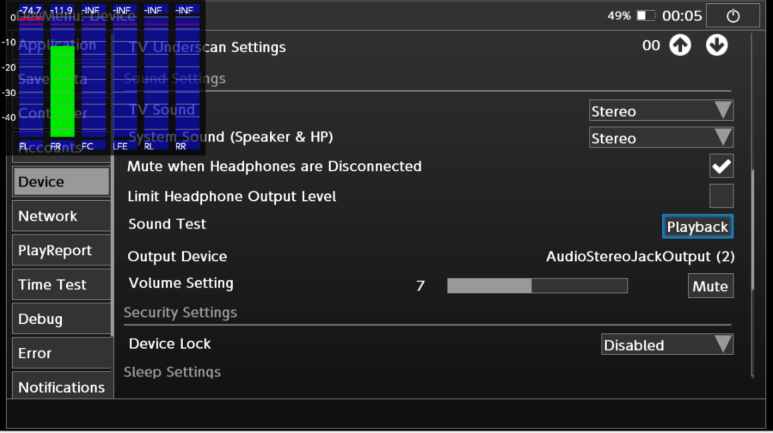 -74.7 -11.9 -INF -INF -INF -INF
DevMenu: Device
49% 00:05
0
-10
-20
-30
-40
FL FR FC LFE RL RR
Application
Save Data
Controller
Accounts
Device
Network
PlayReport
Time Test
Debug
Error
Notifications
TV Underscan Settings 00
Sound Settings
TV Sound Stereo
System Sound (Speaker & HP) Stereo
Mute when Headphones are Disconnected
Limit Headphone Output Level
Sound Test Playback
Output Device AudioStereoJackOutput (2)
Volume Setting 7 Mute
Security Settings
Device Lock Disabled
Sleep Settings